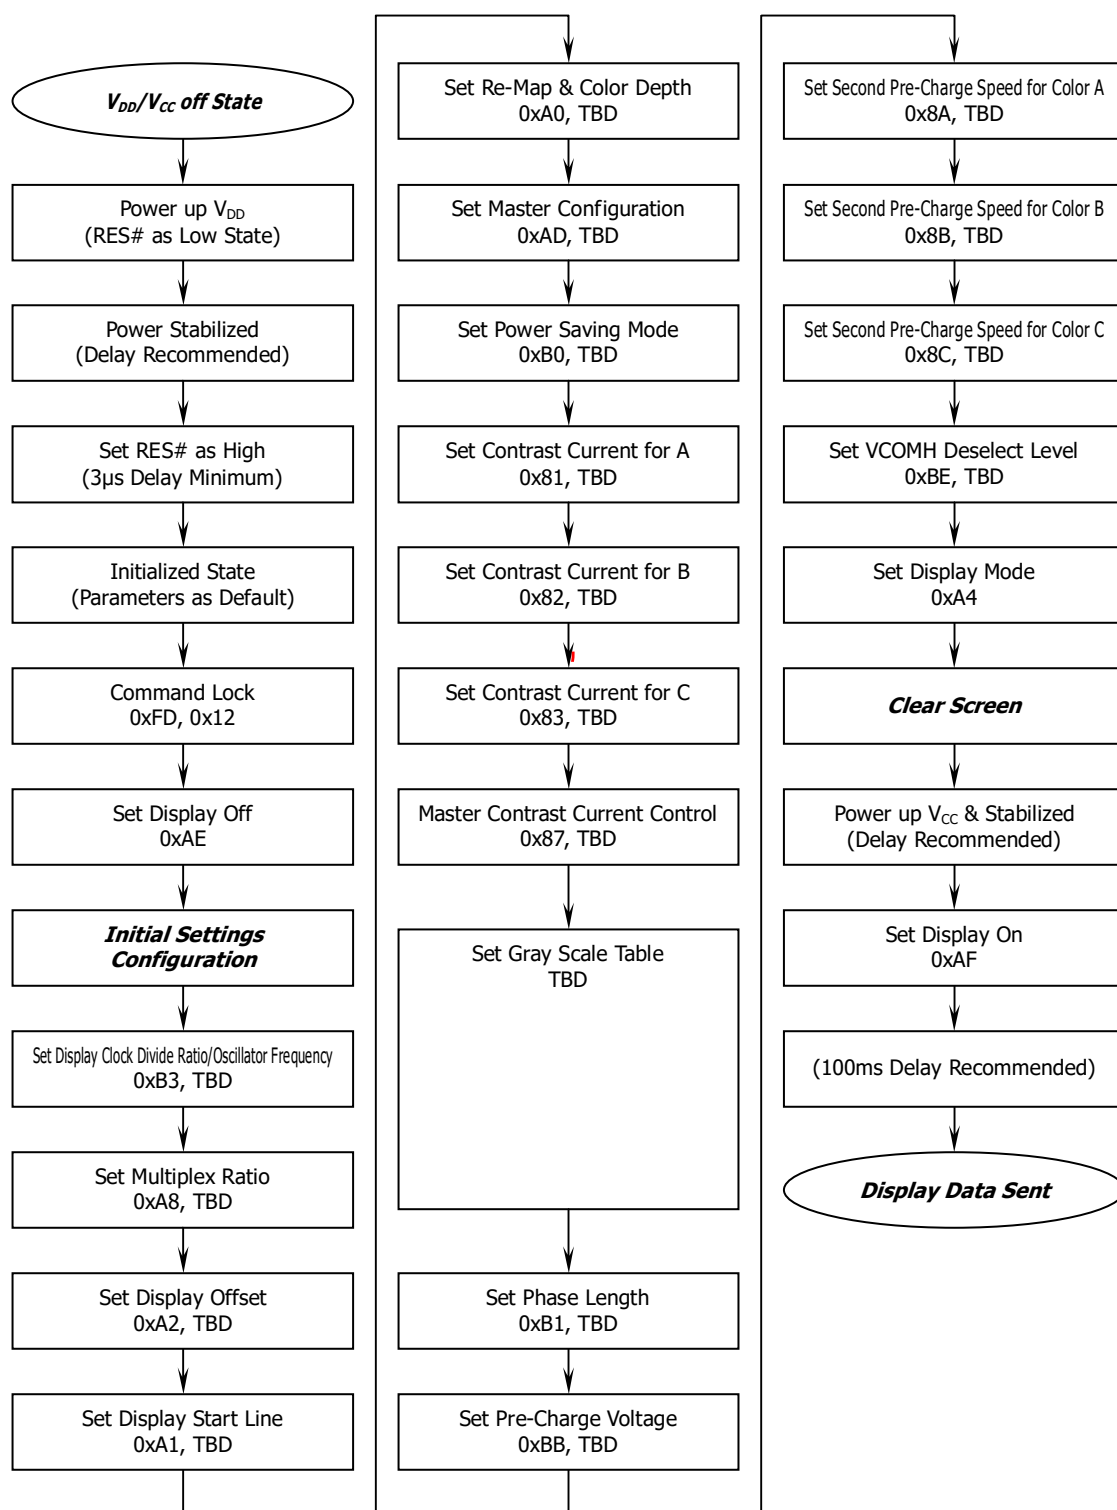 V_DD/V_CC off State
Power up V_DD
(RES# as Low State)
Power Stabilized
(Delay Recommended)
Set RES# as High
(3μs Delay Minimum)
Initialized State
(Parameters as Default)
Command Lock
0xFD, 0x12
Set Display Off
0xAE
Initial Settings
Configuration
Set Display Clock Divide Ratio/Oscillator Frequency
0xB3, TBD
Set Multiplex Ratio
0xA8, TBD
Set Display Offset
0xA2, TBD
Set Display Start Line
0xA1, TBD
Set Re-Map & Color Depth
0xA0, TBD
Set Master Configuration
0xAD, TBD
Set Power Saving Mode
0xB0, TBD
Set Contrast Current for A
0x81, TBD
Set Contrast Current for B
0x82, TBD
Set Contrast Current for C
0x83, TBD
Master Contrast Current Control
0x87, TBD
Set Gray Scale Table
TBD
Set Phase Length
0xB1, TBD
Set Pre-Charge Voltage
0xBB, TBD
Set Second Pre-Charge Speed for Color A
0x8A, TBD
Set Second Pre-Charge Speed for Color B
0x8B, TBD
Set Second Pre-Charge Speed for Color C
0x8C, TBD
Set VCOMH Deselect Level
0xBE, TBD
Set Display Mode
0xA4
Clear Screen
Power up V_CC & Stabilized
(Delay Recommended)
Set Display On
0xAF
(100ms Delay Recommended)
Display Data Sent